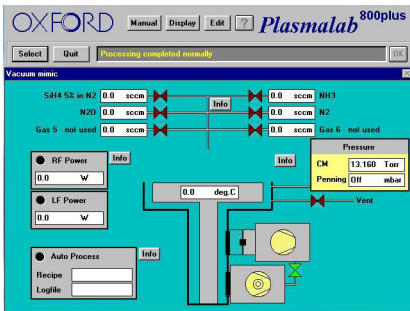 OXFORD Manual Display Edit ? Plasmalab 800plus
Select Quit Processing completed normally OK
Vacuum mimic
SiH4 5% in N2 0.0 sccm 0.0 sccm NH3
Info
N2O 0.0 sccm 0.0 sccm N2
Gas 5 - not used 0.0 sccm 0.0 sccm Gas 6 - not used
RF Power Info
0.0 W
LF Power
0.0 W
Info
Pressure
CM 13.160 Torr
Penning Off mbar
0.0 deg.C
Vent
Auto Process Info
Recipe
Logfile